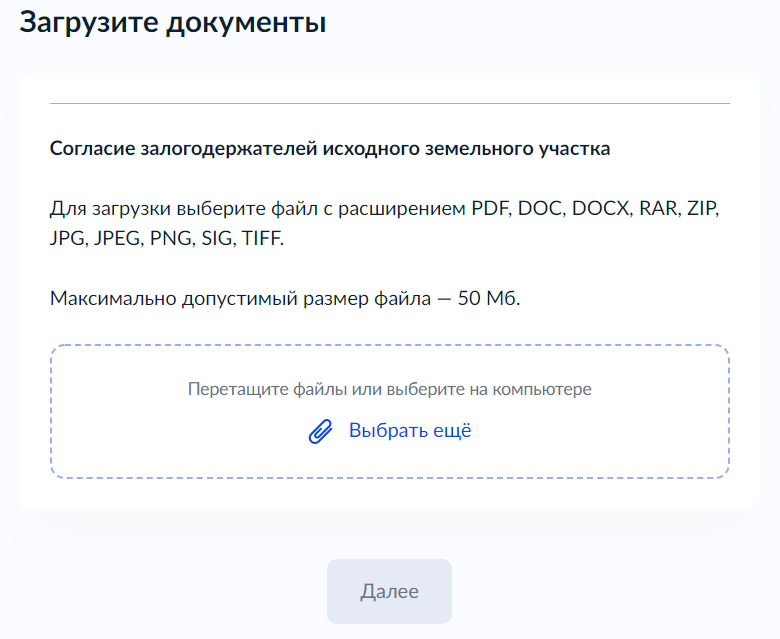 Загрузите документы
Согласие залогодержателей исходного земельного участка
Для загрузки выберите файл с расширением PDF, DOC, DOCX, RAR, ZIP,
JPG, JPEG, PNG, SIG, TIFF.
Максимально допустимый размер файла — 50 Мб.
Перетащите файлы или выберите на компьютере
Выбрать ещё
Далее